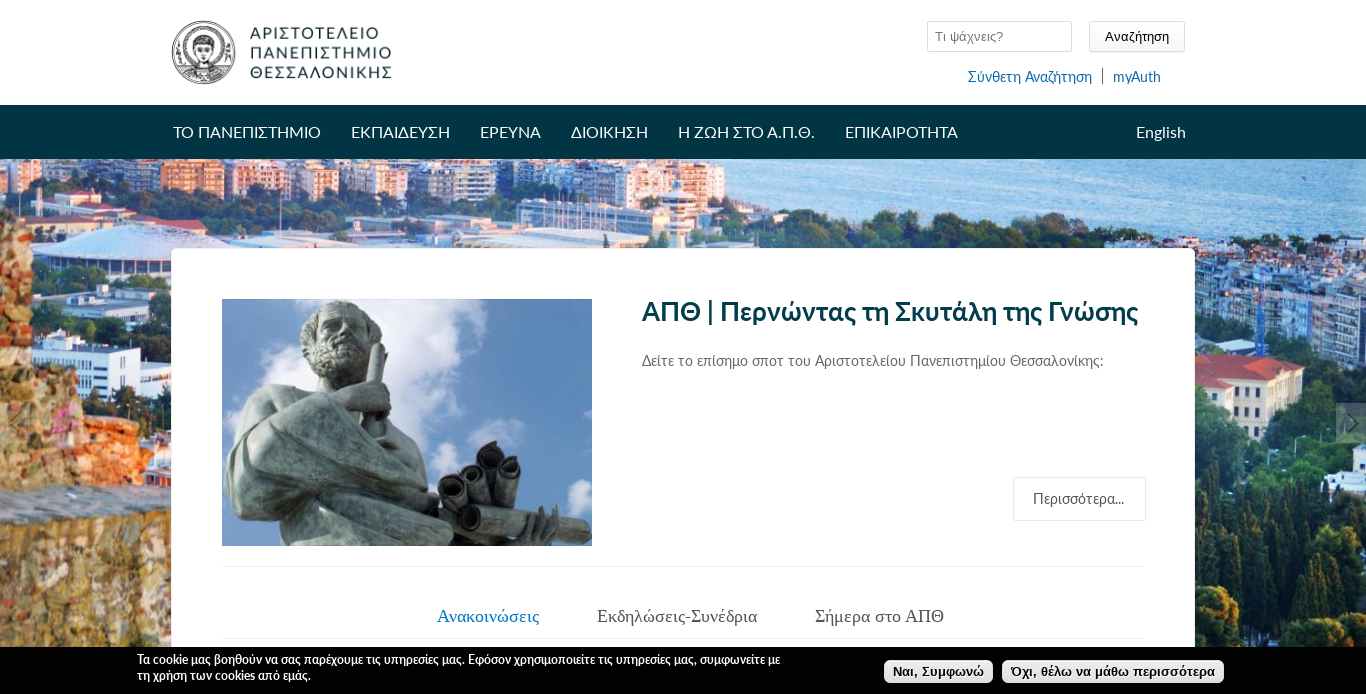 ΑΡΙΣΤΟΤΕΛΕΙΟ
ΠΑΝΕΠΙΣΤΗΜΙΟ
ΘΕΣΣΑΛΟΝΙΚΗΣ
Τι ψάχνεις?
Αναζήτηση
Σύνθετη Αναζήτηση
myAuth
ΤΟ ΠΑΝΕΠΙΣΤΗΜΙΟ ΕΚΠΑΙΔΕΥΣΗ ΕΡΕΥΝΑ ΔΙΟΙΚΗΣΗ Η ΖΩΗ ΣΤΟ Α.Π.Θ. ΕΠΙΚΑΙΡΟΤΗΤΑ English
ΑΠΘ | Περνώντας τη Σκυτάλη της Γνώσης
Δείτε το επίσημο σποτ του Αριστοτελείου Πανεπιστημίου Θεσσαλονίκης:
Περισσότερα...
Ανακοινώσεις Εκδηλώσεις-Συνέδρια Σήμερα στο ΑΠΘ
Τα cookie μας βοηθούν να σας παρέχουμε τις υπηρεσίες μας. Εφόσον χρησιμοποιείτε τις υπηρεσίες μας, συμφωνείτε με
τη χρήση των cookies από εμάς.
Ναι, Συμφωνώ
Όχι, θέλω να μάθω περισσότερα